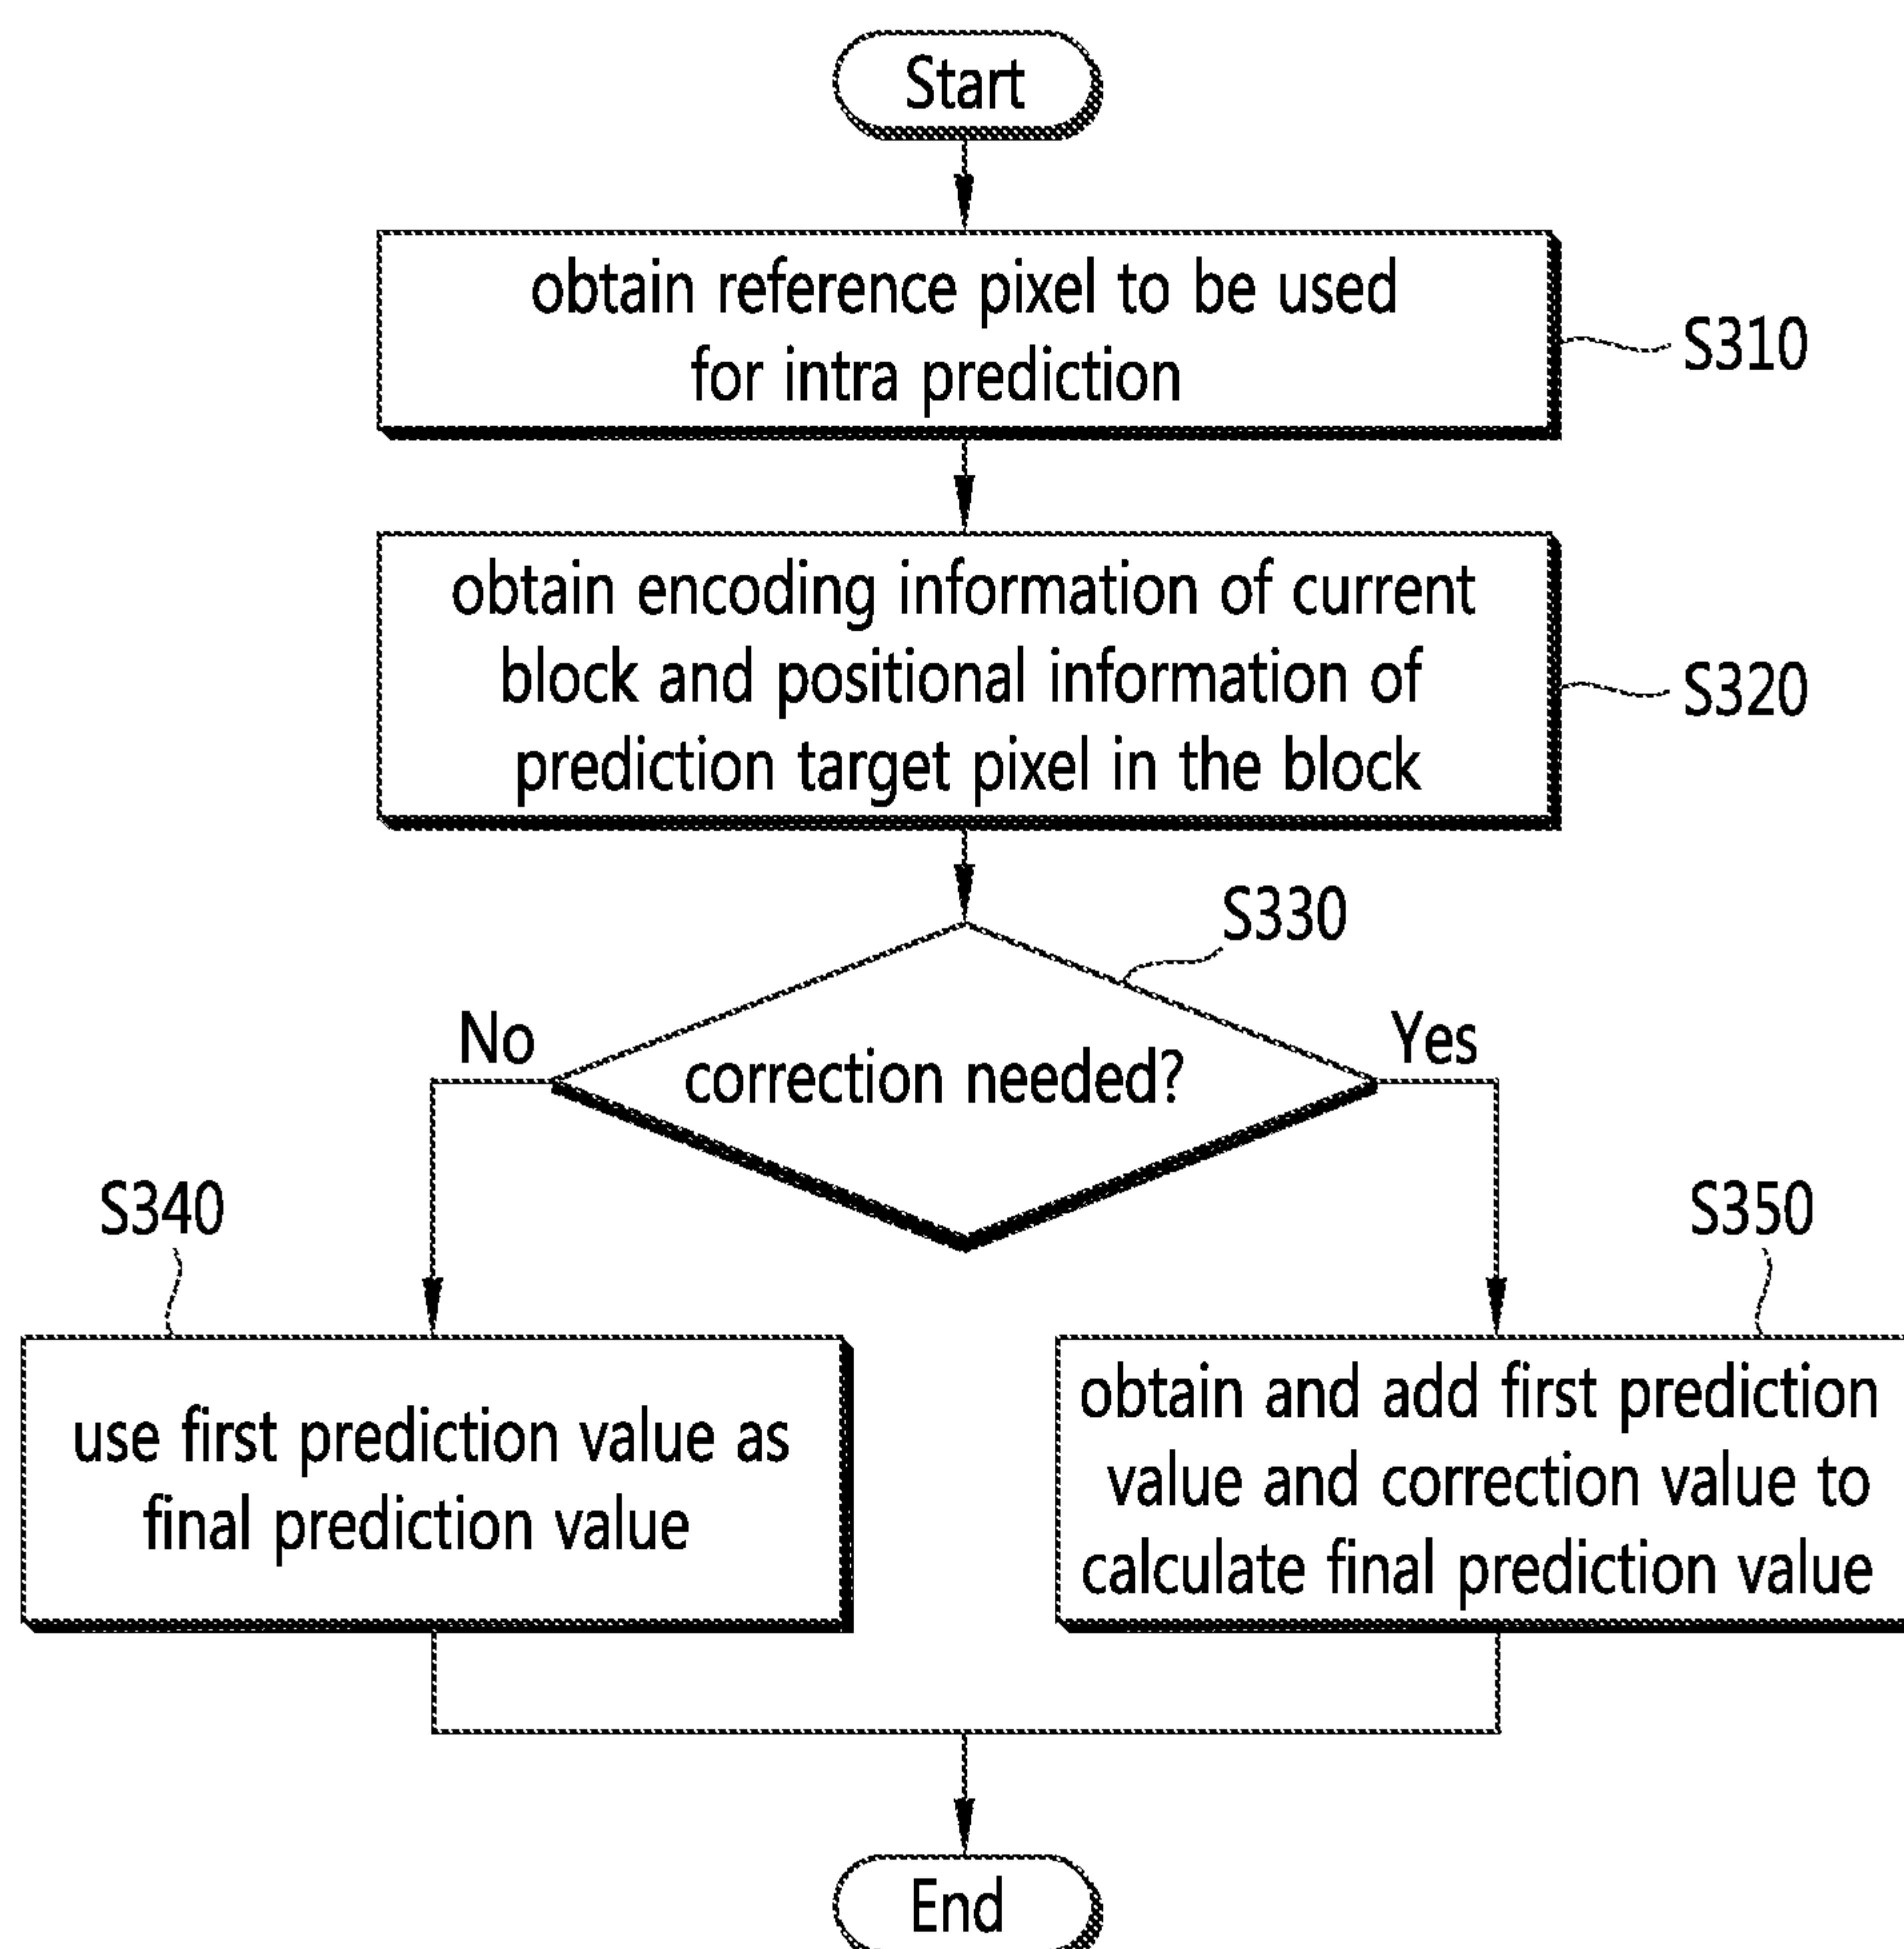 Start
obtain reference pixel to be used
for intra prediction
S310
obtain encoding information of current
block and positional information of
prediction target pixel in the block
S320
S330
No
correction needed?
Yes
S340
use first prediction value as
final prediction value
S350
obtain and add first prediction
value and correction value to
calculate final prediction value
End